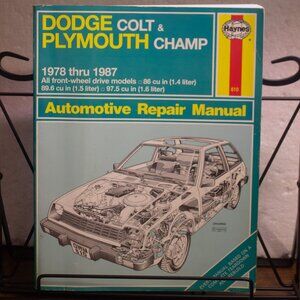 DODGE COLT &
PLYMOUTH CHAMP
Haynes
1978 thru 1987
All front-wheel drive models □ 86 cu in (1.4 liter)
89.6 cu in (1.5 liter) □ 97.5 cu in (1.6 liter)
610
Automotive Repair Manual